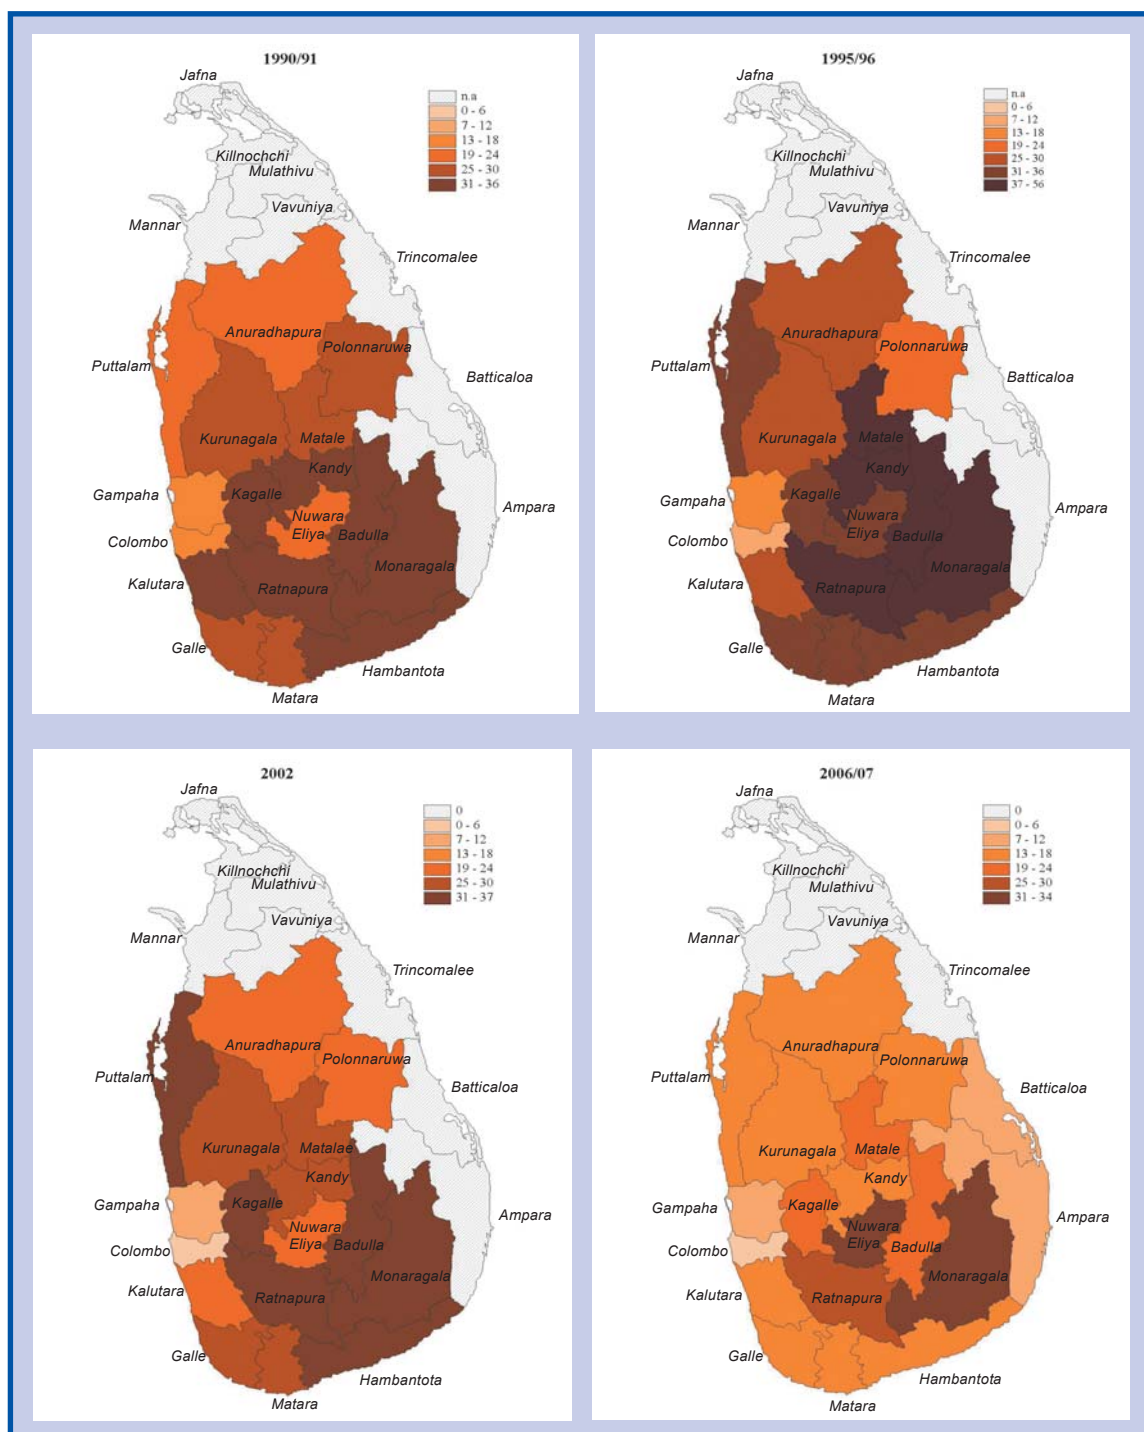 1990/91
Jafna
n.a
0 - 6
7 - 12
13 - 18
19 - 24
25 - 30
31 - 36
Killnochchi
Mulathivu
Vavuniya
Mannar
Trincomalee
Anuradhapura
Polonnaruwa
Puttalam
Batticaloa
Kurunagala
Matale
Kandy
Gampaha
Kagalle
Ampara
Nuwara
Eliya
Badulla
Colombo
Monaragala
Kalutara
Ratnapura
Galle
Hambantota
Matara
1995/96
Jafna
n.a
0 - 6
7 - 12
13 - 18
19 - 24
25 - 30
31 - 36
37 - 56
Killnochchi
Mulathivu
Vavuniya
Mannar
Trincomalee
Anuradhapura
Polonnaruwa
Puttalam
Batticaloa
Kurunagala
Matale
Kandy
Gampaha
Kagalle
Ampara
Nuwara
Eliya
Badulla
Colombo
Monaragala
Kalutara
Ratnapura
Galle
Hambantota
Matara
2002
Jafna
0
0 - 6
7 - 12
13 - 18
19 - 24
25 - 30
31 - 37
Killnochchi
Mulathivu
Vavuniya
Mannar
Trincomalee
Anuradhapura
Polonnaruwa
Puttalam
Batticaloa
Kurunagala
Matalae
Kandy
Gampaha
Kagalle
Ampara
Nuwara
Eliya
Badulla
Colombo
Monaragala
Kalutara
Ratnapura
Galle
Hambantota
Matara
2006/07
Jafna
0
0 - 6
7 - 12
13 - 18
19 - 24
25 - 30
31 - 34
Killnochchi
Mulathivu
Vavuniya
Mannar
Trincomalee
Anuradhapura
Polonnaruwa
Puttalam
Batticaloa
Kurunagala
Matale
Kandy
Gampaha
Kagalle
Ampara
Nuwara
Eliya
Badulla
Colombo
Monaragala
Kalutara
Ratnapura
Galle
Hambantota
Matara